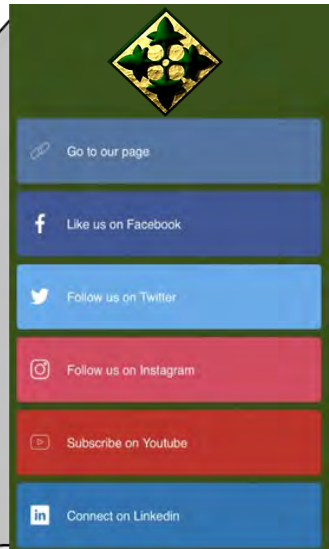 Go to our page
Like us on Facebook
Follow us on Twitter
Follow us on Instagram
Subscribe on Youtube
Connect on Linkedin